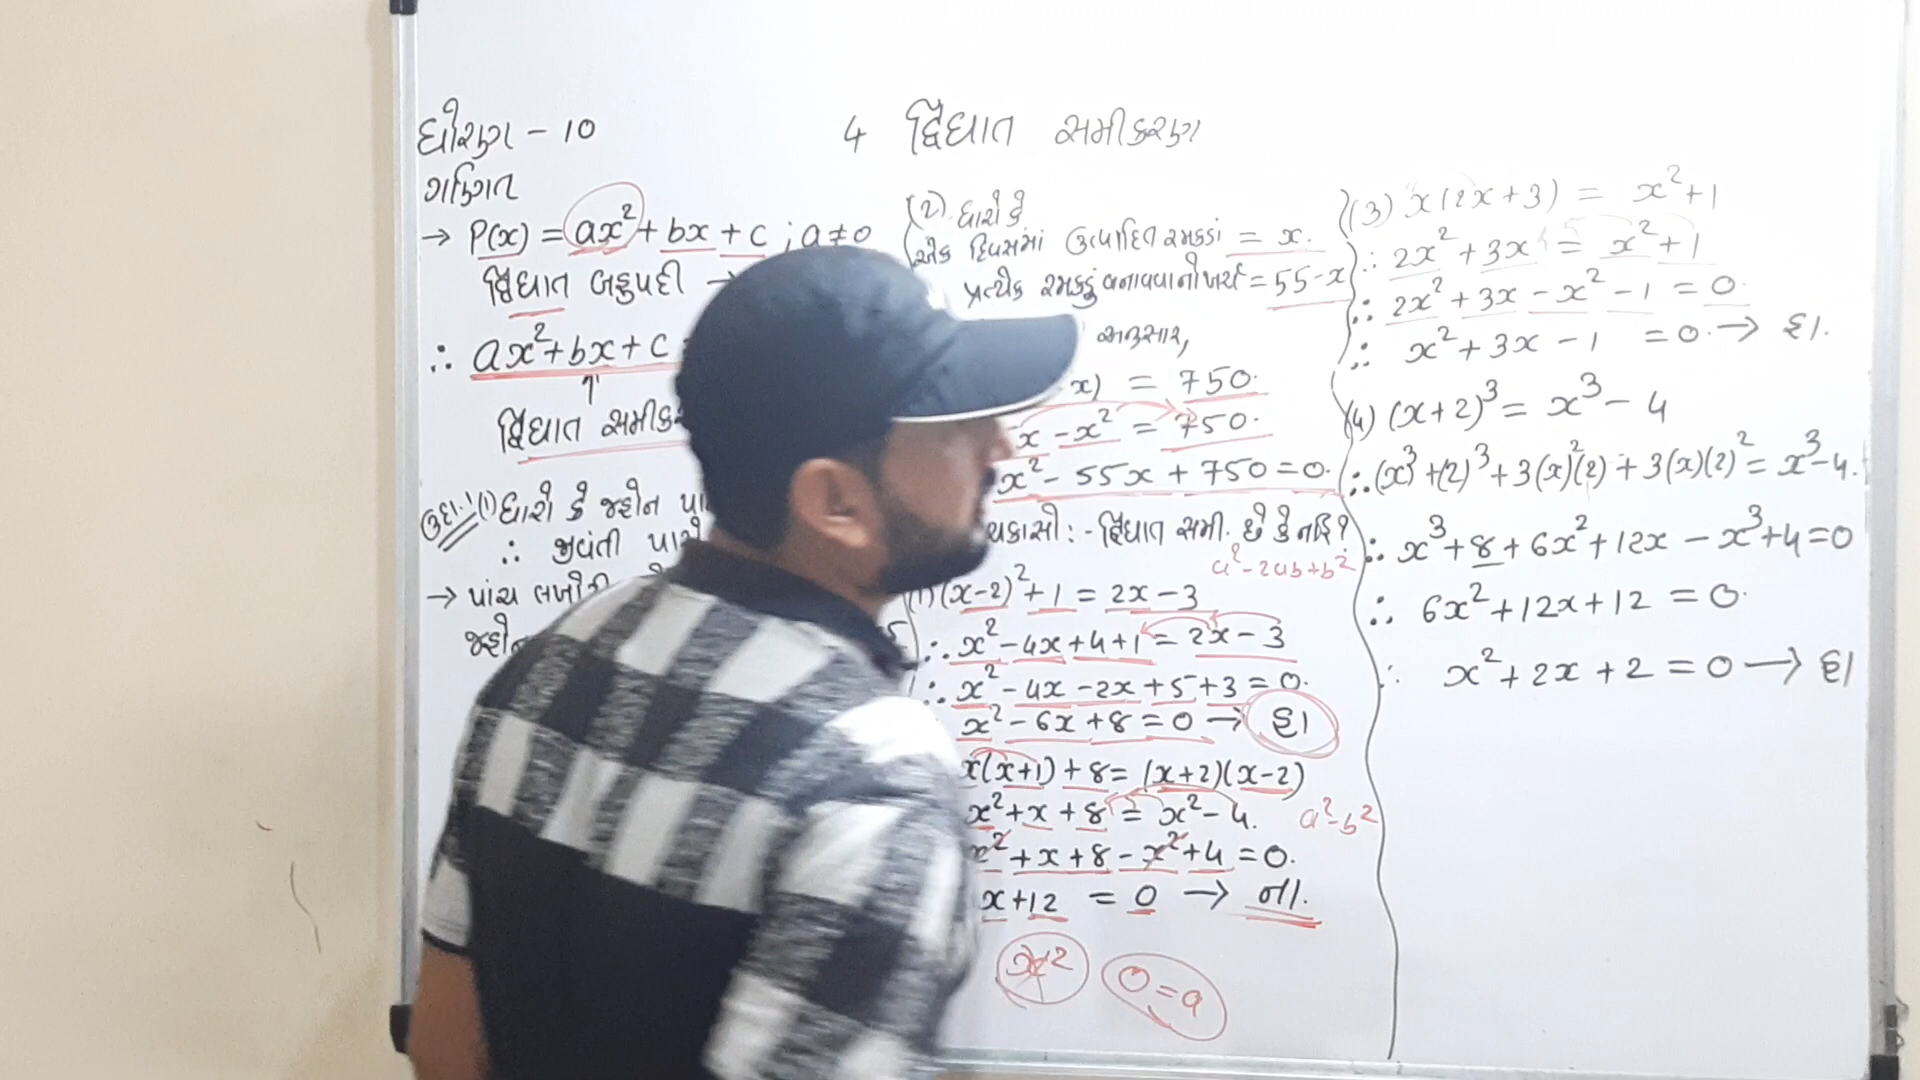 ધોરણ - 10
4 દ્વિઘાત સમીકરણ
ગણિત
→ P(x) = ax² + bx + c ; a ≠ 0
દ્વિઘાત બહુપદી →
∴ ax² + bx + c
↑
દ્વિઘાત સમીક
ઉદા. : (1) ધારો કે જહોન પા
∴ જીવંતી પાસે
→ પાંચ લખોટી
જહોન
(2) ધારો કે
એક દિવસમાં ઉત્પાદિત રમકડાં = x.
પ્રત્યેક રમકડું બનાવવાનો ખર્ચ = 55 - x
અનુસાર,
x) = 750.
x - x² = 750.
x² - 55x + 750 = 0.
ચકાસો :- દ્વિઘાત સમી. છે કે નહિ?
a² - 2ab + b²
(1) (x-2)² + 1 = 2x - 3
∴ x² - 4x + 4 + 1 = 2x - 3
∴ x² - 4x - 2x + 5 + 3 = 0.
x² - 6x + 8 = 0 → હા
x(x+1) + 8 = (x+2)(x-2)
x² + x + 8 = x² - 4. a² - b²
x² + x + 8 - x² + 4 = 0.
x + 12 = 0 → ના.
x² 0 = a
(3) x(2x+3) = x² + 1
∴ 2x² + 3x = x² + 1
∴ 2x² + 3x - x² - 1 = 0.
∴ x² + 3x - 1 = 0. → હા.
(4) (x+2)³ = x³ - 4
∴ (x)³ + (2)³ + 3(x)²(2) + 3(x)(2)² = x³ - 4.
∴ x³ + 8 + 6x² + 12x - x³ + 4 = 0
∴ 6x² + 12x + 12 = 0.
∴ x² + 2x + 2 = 0 → હા